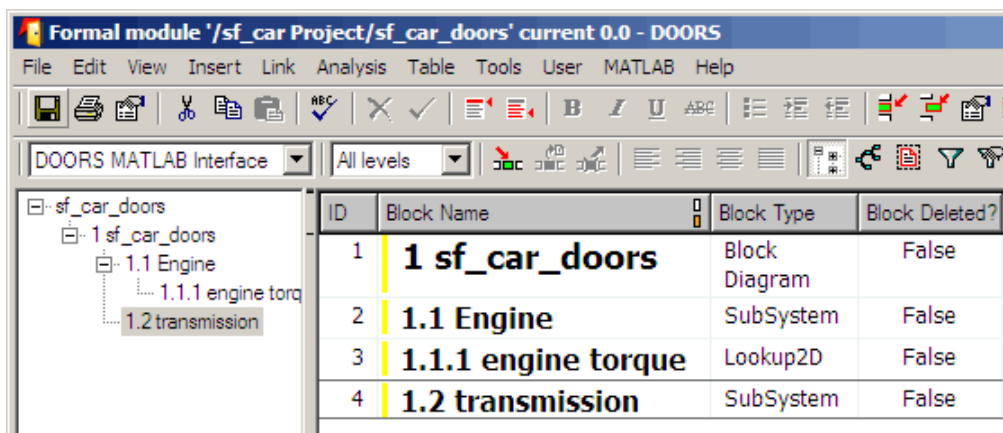 Formal module '/sf_car Project/sf_car_doors' current 0.0 - DOORS
File Edit View Insert Link Analysis Table Tools User MATLAB Help
ABC B I U ABC
DOORS MATLAB Interface All levels
sf_car_doors
1 sf_car_doors
1.1 Engine
1.1.1 engine torq
1.2 transmission
ID Block Name Block Type Block Deleted?
1 1 sf_car_doors Block Diagram False
2 1.1 Engine SubSystem False
3 1.1.1 engine torque Lookup2D False
4 1.2 transmission SubSystem False